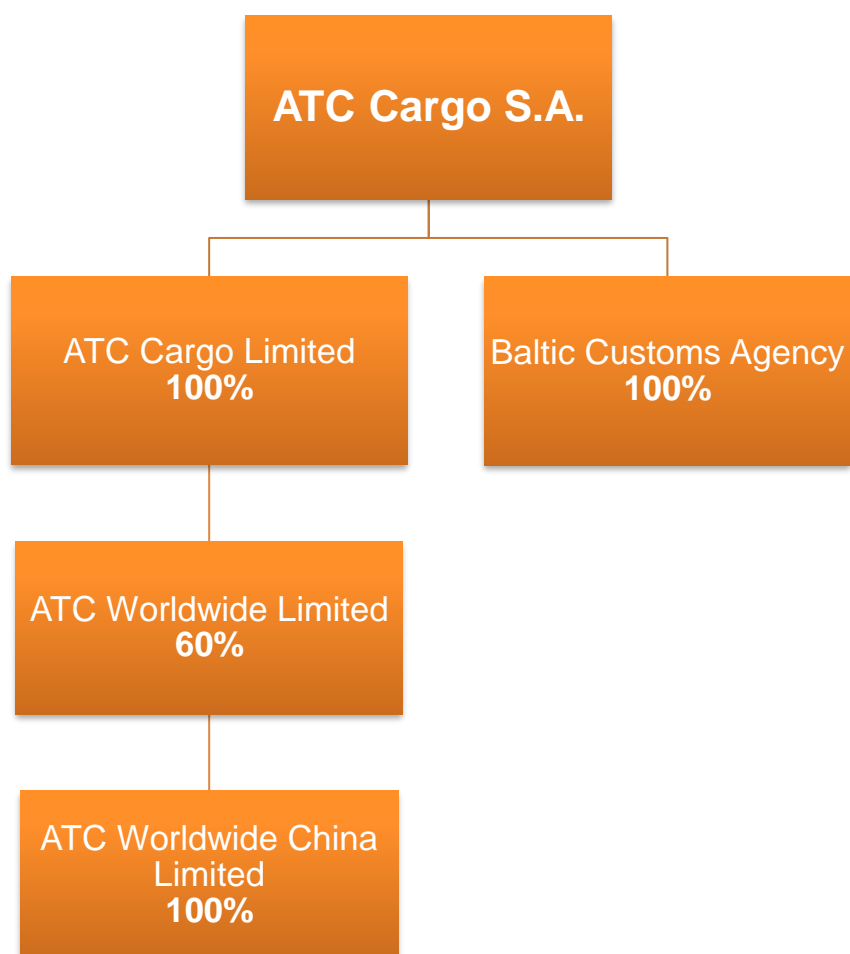 ATC Cargo S.A.
ATC Cargo Limited
100%
Baltic Customs Agency
100%
ATC Worldwide Limited
60%
ATC Worldwide China
Limited
100%